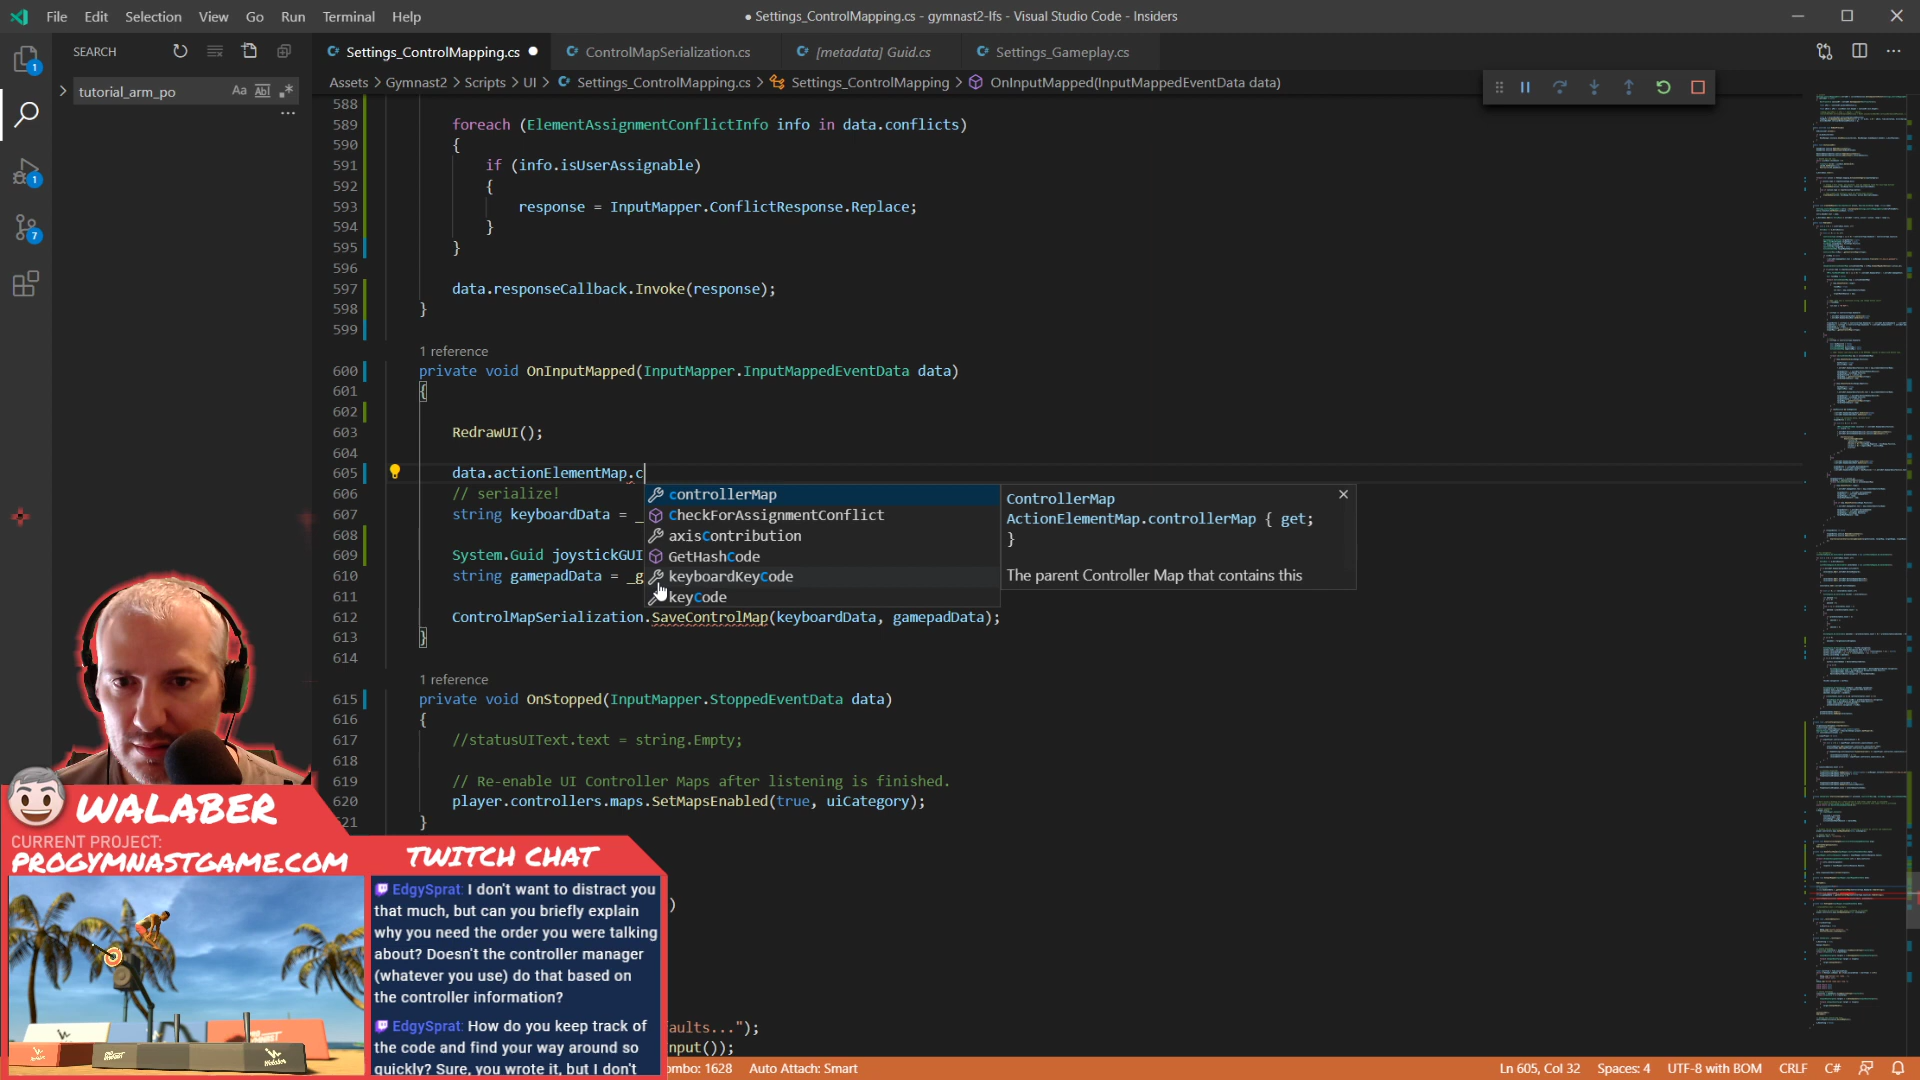 File Edit Selection View Go Run Terminal Help
● Settings_ControlMapping.cs - gymnast2-lfs - Visual Studio Code - Insiders
SEARCH
tutorial_arm_po
Settings_ControlMapping.cs ControlMapSerialization.cs [metadata] Guid.cs Settings_Gameplay.cs
Assets > Gymnast2 > Scripts > UI > Settings_ControlMapping.cs > Settings_ControlMapping > OnInputMapped(InputMappedEventData data)
588
589 foreach (ElementAssignmentConflictInfo info in data.conflicts)
590 {
591 if (info.isUserAssignable)
592 {
593 response = InputMapper.ConflictResponse.Replace;
594 }
595 }
596
597 data.responseCallback.Invoke(response);
598 }
599
1 reference
600 private void OnInputMapped(InputMapper.InputMappedEventData data)
601 {
602
603 RedrawUI();
604
605 data.actionElementMap.c
606 // serialize!
607 string keyboardData = _
608
609 System.Guid joystickGUI
610 string gamepadData = _g
611
612 ControlMapSerialization.SaveControlMap(keyboardData, gamepadData);
613 }
614
controllerMap
CheckForAssignmentConflict
axisContribution
GetHashCode
keyboardKeyCode
keyCode
ControllerMap
ActionElementMap.controllerMap { get;
}
The parent Controller Map that contains this
1 reference
615 private void OnStopped(InputMapper.StoppedEventData data)
616 {
617 //statusUIText.text = string.Empty;
618
619 // Re-enable UI Controller Maps after listening is finished.
620 player.controllers.maps.SetMapsEnabled(true, uiCategory);
621 }
)
aults...");
nput());
WALABER
CURRENT PROJECT:
PROGYMNASTGAME.COM
TWITCH CHAT
EdgySprat: I don't want to distract you
that much, but can you briefly explain
why you need the order you were talking
about? Doesn't the controller manager
(whatever you use) do that based on
the controller information?
EdgySprat: How do you keep track of
the code and find your way around so
quickly? Sure, you wrote it, but I don't
ombo: 1628 Auto Attach: Smart
Ln 605, Col 32 Spaces: 4 UTF-8 with BOM CRLF C#